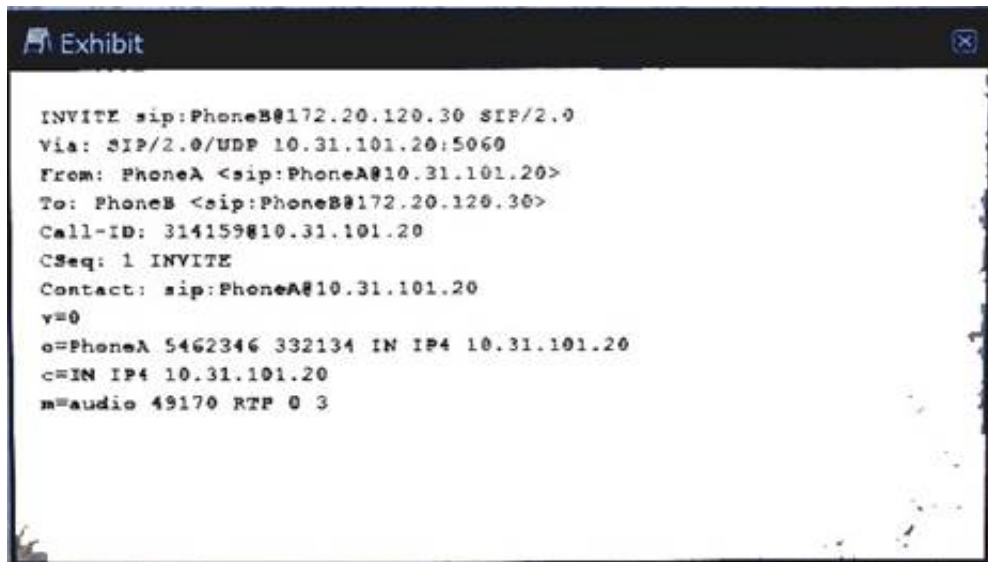 Exhibit
INVITE sip:PhoneB@172.20.120.30 SIP/2.0
Via: SIP/2.0/UDP 10.31.101.20:5060
From: PhoneA <sip:PhoneA@10.31.101.20>
To: PhoneB <sip:PhoneB@172.20.120.30>
Call-ID: 314159@10.31.101.20
CSeq: 1 INVITE
Contact: sip:PhoneA@10.31.101.20
v=0
o=PhoneA 5462346 332134 IN IP4 10.31.101.20
c=IN IP4 10.31.101.20
m=audio 49170 RTP 0 3